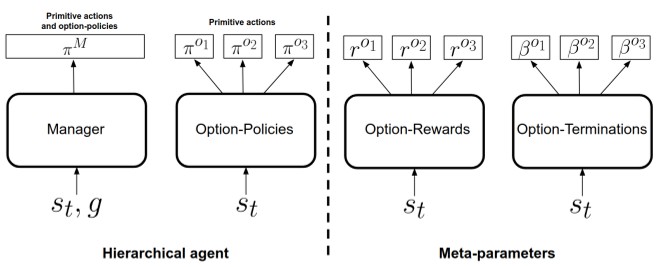 Primitive actions
and option-policies
Primitive actions
π^M
π^{o_1} π^{o_2} π^{o_3}
r^{o_1} r^{o_2} r^{o_3}
β^{o_1} β^{o_2} β^{o_3}
Manager
Option-Policies
Option-Rewards
Option-Terminations
s_t, g
s_t
s_t
s_t
Hierarchical agent
Meta-parameters